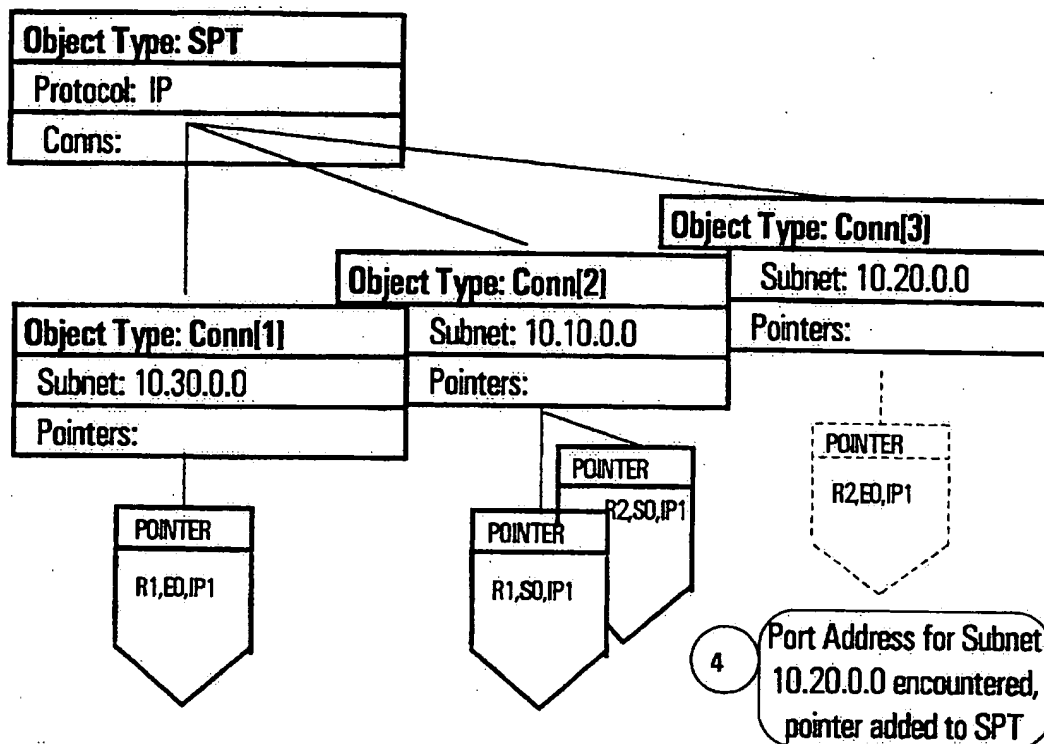 Object Type: SPT
Protocol: IP
Conns:
Object Type: Conn[3]
Subnet: 10.20.0.0
Pointers:
Object Type: Conn[2]
Subnet: 10.10.0.0
Pointers:
Object Type: Conn[1]
Subnet: 10.30.0.0
Pointers:
POINTER
R1,E0,IP1
POINTER
R1,S0,IP1
POINTER
R2,S0,IP1
POINTER
R2,E0,IP1
4
Port Address for Subnet
10.20.0.0 encountered,
pointer added to SPT